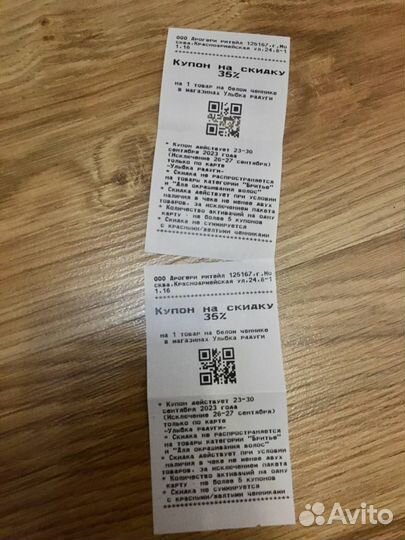 ООО Дрогери ритейл 125167,г.Мо
сква,Красноармейская ул,24,8-1
1,16
Купон на скидку
35%
на 1 товар на белом ценнике
в магазинах Улыбка радуги
* Купон действует 23-30
сентября 2023 года
(Исключение 26-27 сентября)
только по карте
~Улыбка радуги~
* Скидка не распространяется
на товары категории "Бритье"
и "Для окрашивания волос"
* Скидка действует при условии
наличия в чеке не менее двух
товаров, за исключением пакета
* Количество активаций на одну
карту - не более 5 купонов
* Скидка не суммируется
с красными/желтыми ценниками
ООО Дрогери ритейл 125167,г.Мо
сква,Красноармейская ул,24,8-1
1,16
Купон на скидку
35%
на 1 товар на белом ценнике
в магазинах Улыбка радуги
* Купон действует 23-30
сентября 2023 года
(Исключение 26-27 сентября)
только по карте
~Улыбка радуги~
* Скидка не распространяется
на товары категории "Бритье"
и "Для окрашивания волос"
* Скидка действует при условии
наличия в чеке не менее двух
товаров, за исключением пакета
* Количество активаций на одну
карту - не более 5 купонов
* Скидка не суммируется
с красными/желтыми ценниками
Avito